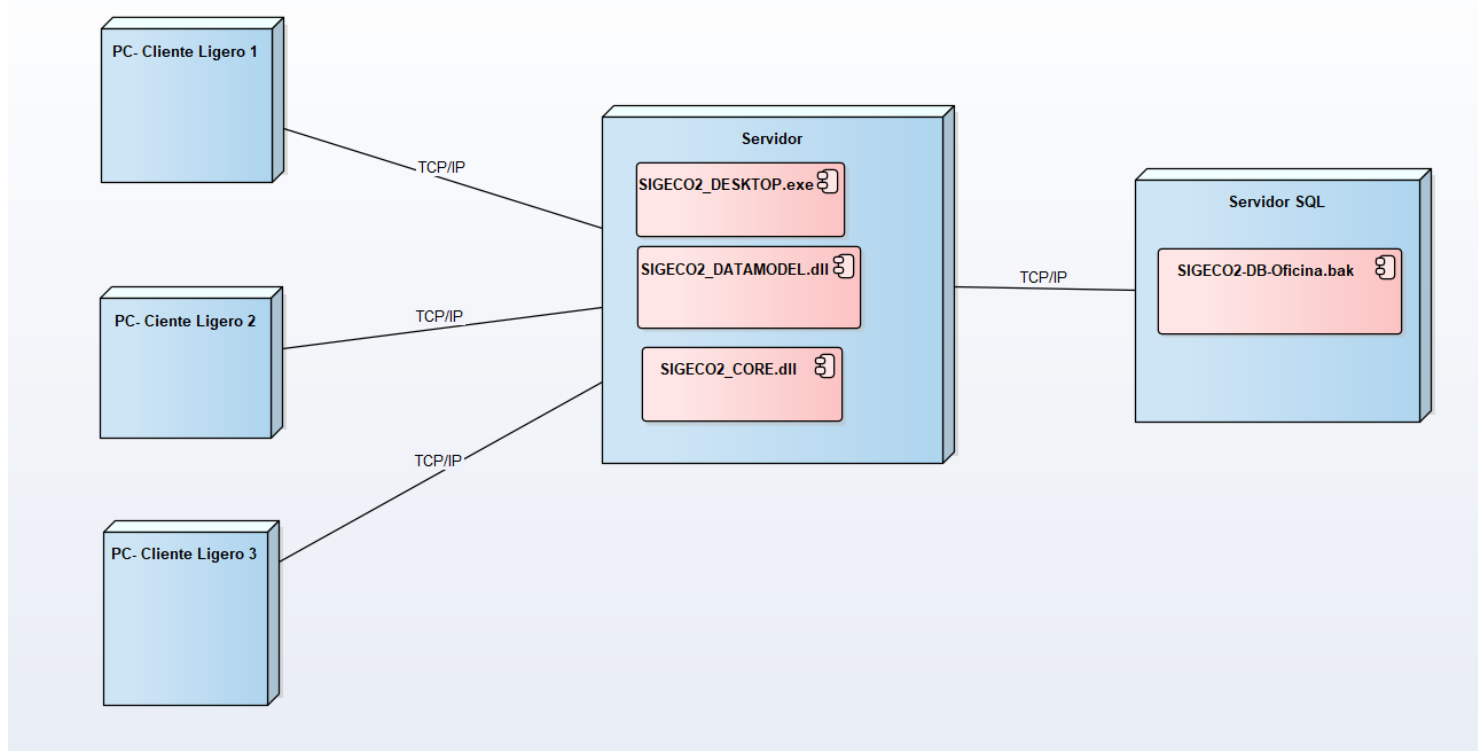 PC- Cliente Ligero 1
TCP/IP
PC- Ciente Ligero 2
TCP/IP
PC- Cliente Ligero 3
TCP/IP
Servidor
SIGECO2_DESKTOP.exe
SIGECO2_DATAMODEL.dll
SIGECO2_CORE.dll
TCP/IP
Servidor SQL
SIGECO2-DB-Oficina.bak